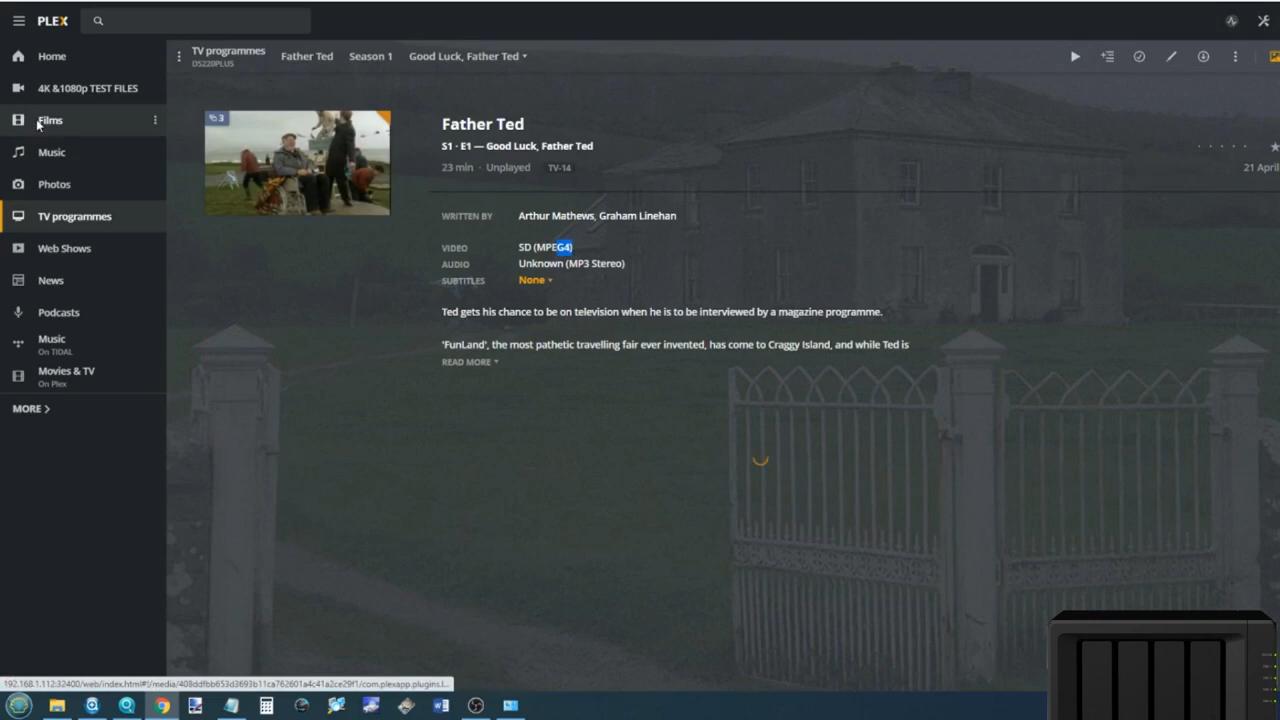 PLEX
Home
4K &1080p TEST FILES
Films
Music
Photos
TV programmes
Web Shows
News
Podcasts
Music
On TIDAL
Movies & TV
On Plex
MORE
TV programmes
DS220PLUS
Father Ted
Season 1
Good Luck, Father Ted
3
Father Ted
S1 · E1 — Good Luck, Father Ted
23 min · Unplayed TV-14
21 April
WRITTEN BY Arthur Mathews, Graham Linehan
VIDEO SD (MPEG4)
AUDIO Unknown (MP3 Stereo)
SUBTITLES None
Ted gets his chance to be on television when he is to be interviewed by a magazine programme.
'FunLand', the most pathetic travelling fair ever invented, has come to Craggy Island, and while Ted is
READ MORE